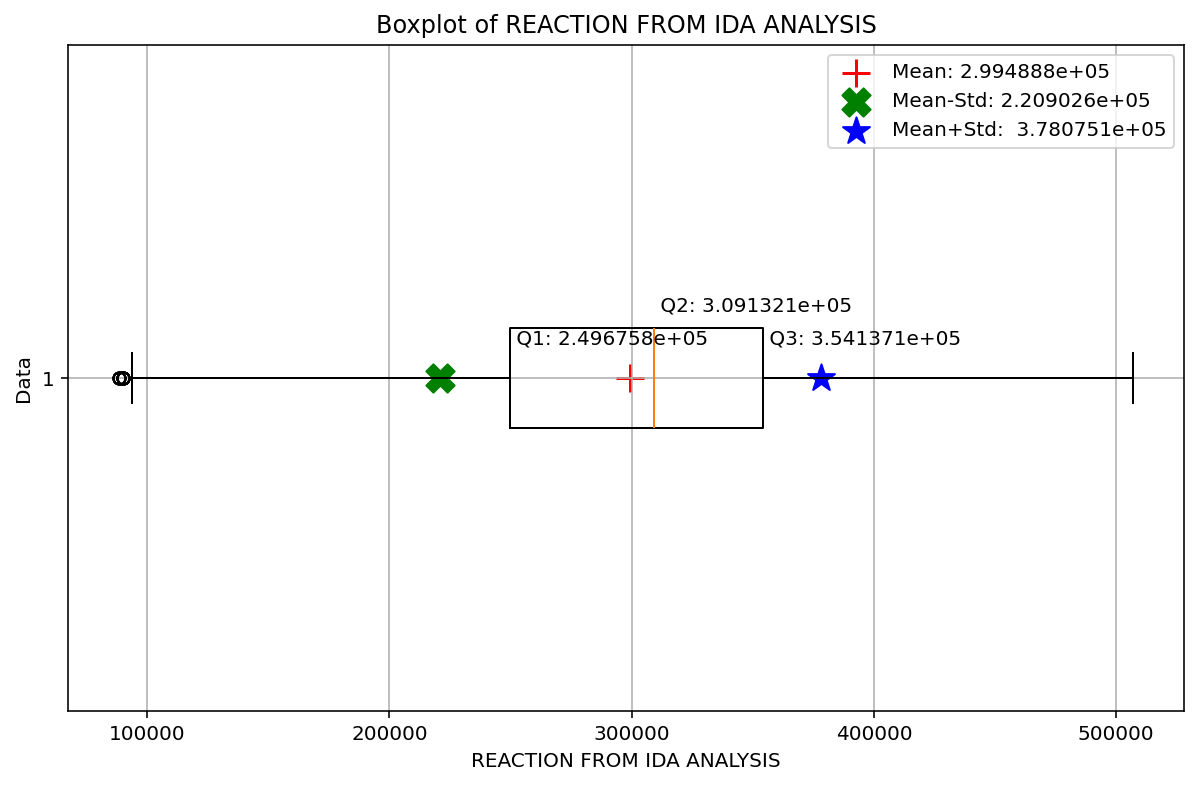 Boxplot of REACTION FROM IDA ANALYSIS
Mean: 2.994888e+05
Mean-Std: 2.209026e+05
Mean+Std:  3.780751e+05
Q2: 3.091321e+05
Q1: 2.496758e+05
Q3: 3.541371e+05
Data
1
100000
200000
300000
400000
500000
REACTION FROM IDA ANALYSIS